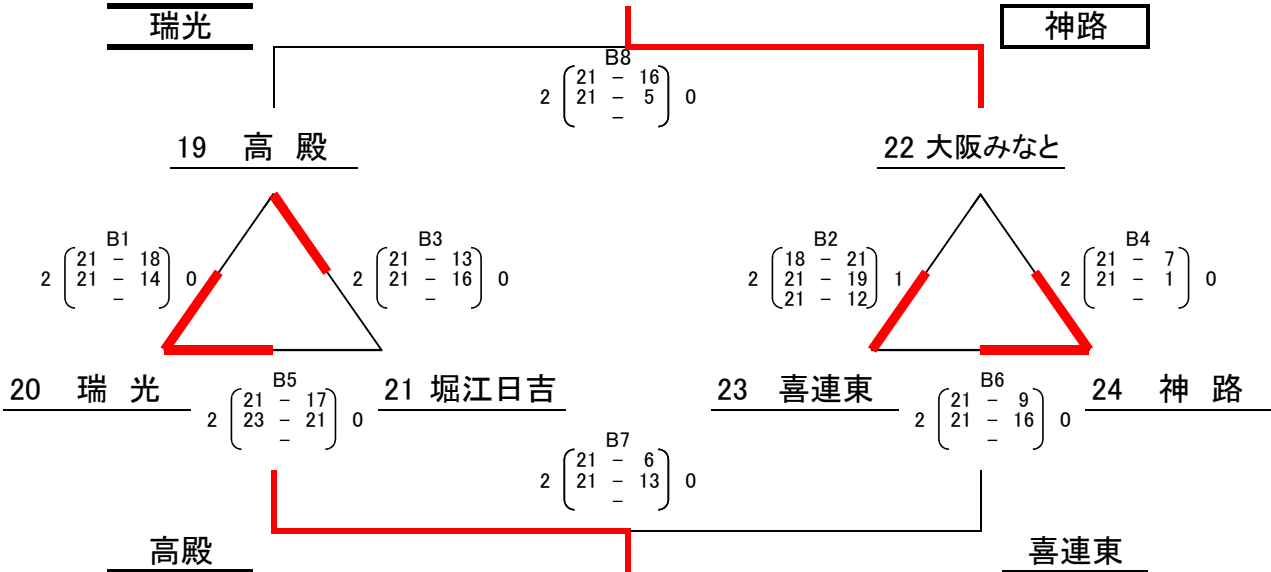 瑞光 神路
B8
2 21 − 16 0
21 − 5
−
19 高 殿 22 大阪みなと
B1 B3 B2 B4
2 21 − 18 0 2 21 − 13 0 2 18 − 21 1 2 21 − 7 0
21 − 14 21 − 16 21 − 19 21 − 1
− − 21 − 12 −
20 瑞 光 21 堀江日吉 23 喜連東 24 神 路
B5 B6
2 21 − 17 0 2 21 − 9 0
23 − 21 21 − 16
− −
B7
2 21 − 6 0
21 − 13
−
高殿 喜連東